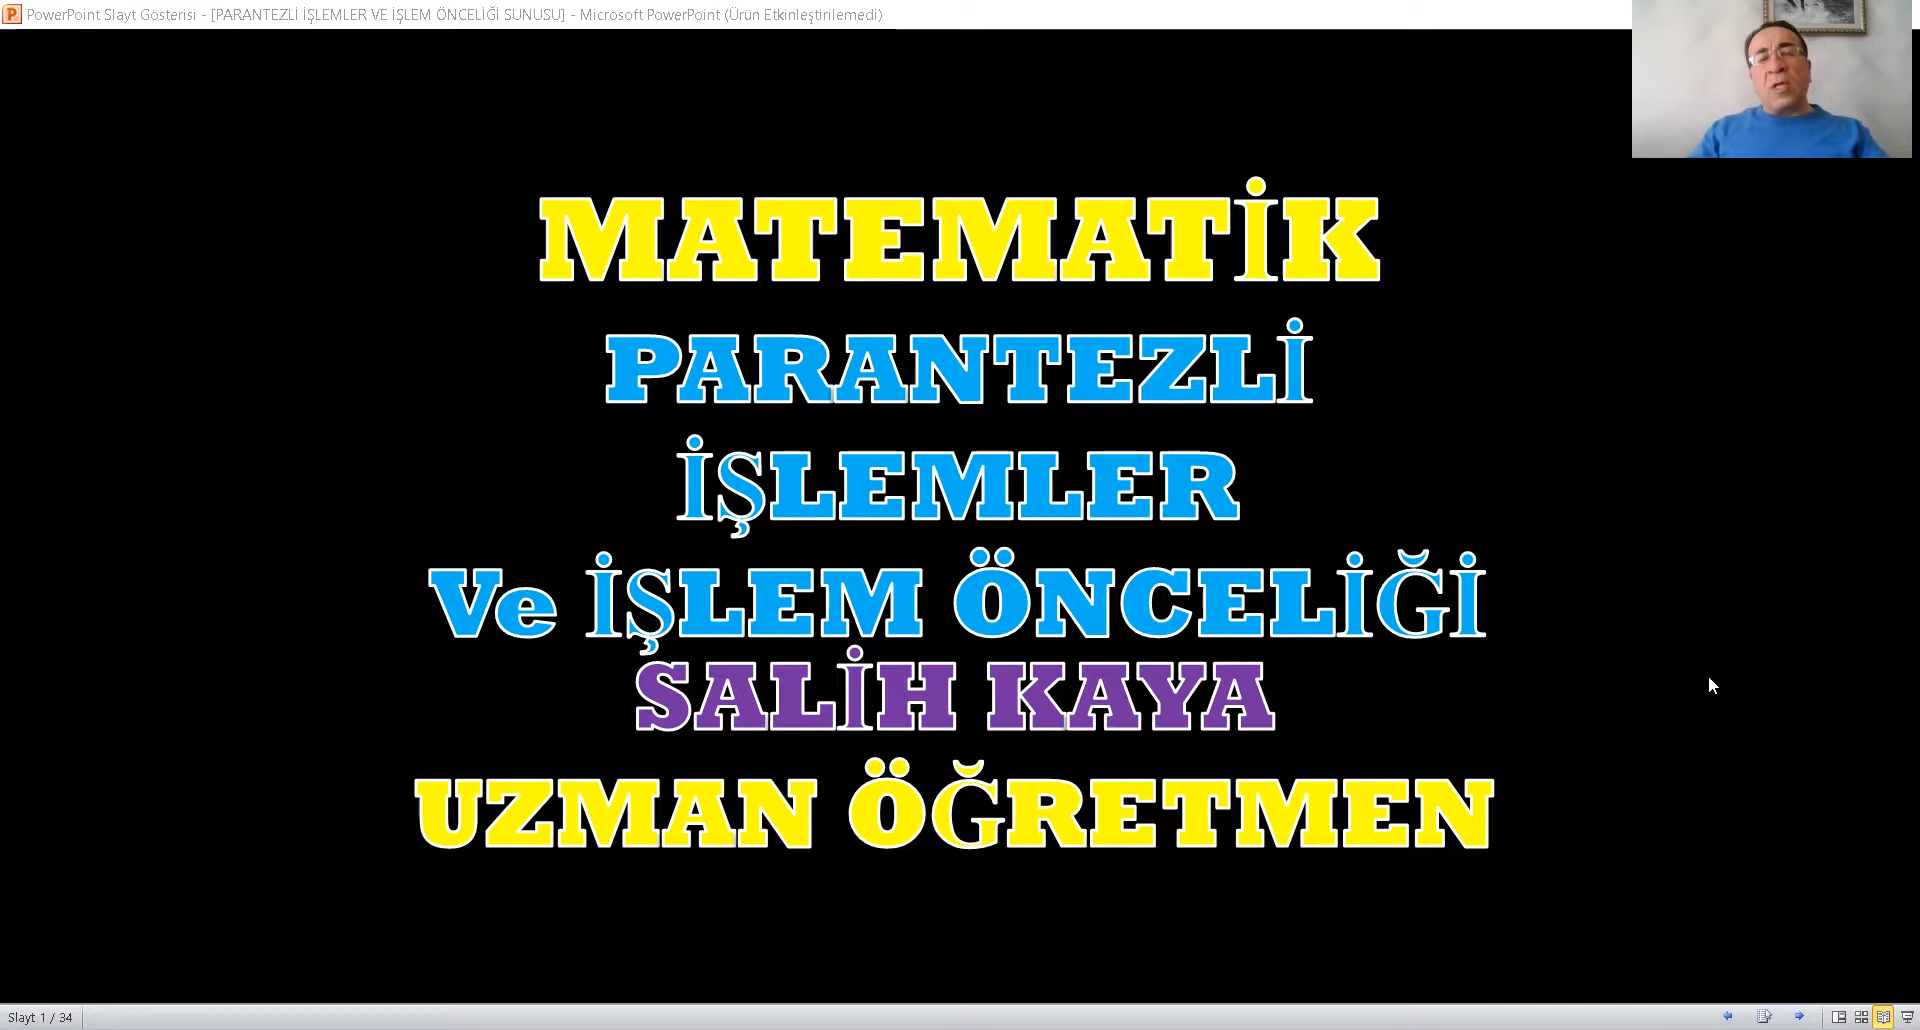 PowerPoint Slayt Gösterisi - [PARANTEZLİ İŞLEMLER VE İŞLEM ÖNCELİĞİ SUNUSU] - Microsoft PowerPoint (Ürün Etkinleştirilemedi)
MATEMATİK
PARANTEZLİ
İŞLEMLER
Ve İŞLEM ÖNCELİĞİ
SALİH KAYA
UZMAN ÖĞRETMEN
Slayt 1 / 34